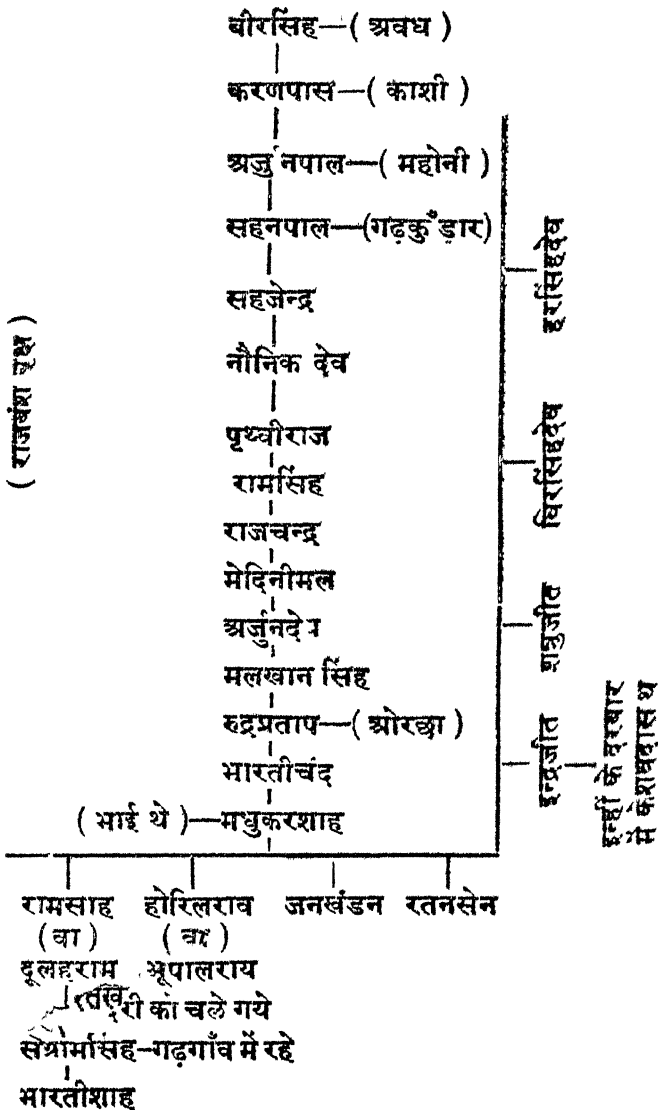 बीरसिंह—( अवध )
करणपास—( काशी )
अर्जुनपाल—( महोनी )
सहनपाल—(गढ़कुँड़ार)
सहजेन्द्र
नौनिक देव
पृथ्वीराज
रामसिंह
राजचन्द्र
मेदिनीमल
अर्जुनदेव
मलखान सिंह
रुद्रप्रताप—( ओरछा )
भारतीचंद
( भाई थे )—मधुकरशाह
( राजबंश बृक्ष )
हरसिंहदेव
बिरसिंहदेव
शत्रुजीत
इन्द्रजीत
इन्हीं के दरबार
में केशवदास थे
रामसाह होरिलराव जनखंडन रतनसेन
(वा) (वा)
दूलहराम भूपालराय
री को चले गये
सिंह—गढ़गाँव में रहे
भारतीशाह